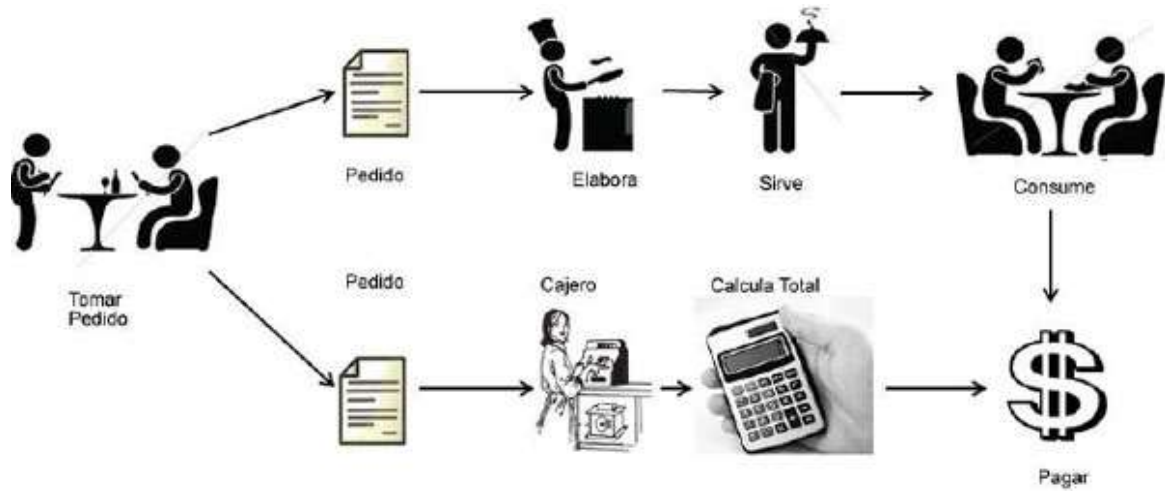 Pedido
Elabora
Sirve
Consume
Tomar
Pedido
Pedido
Cajero
Calcula Total
Pagar